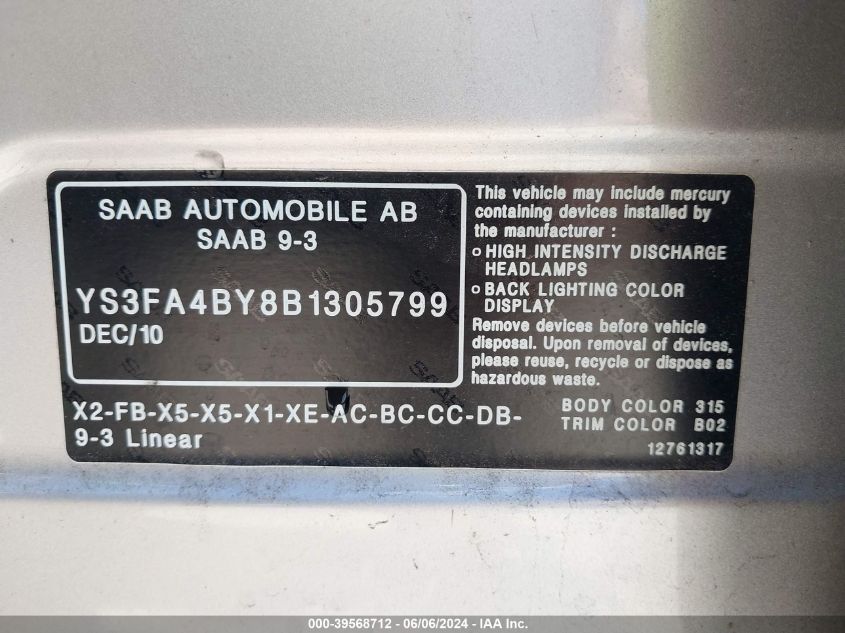 SAAB AUTOMOBILE AB
SAAB 9-3
YS3FA4BY8B1305799
DEC/10
X2-FB-X5-X5-X1-XE-AC-BC-CC-DB-
9-3 Linear
This vehicle may include mercury
containing devices installed by
the manufacturer :
o HIGH INTENSITY DISCHARGE
HEADLAMPS
o BACK LIGHTING COLOR
DISPLAY
Remove devices before vehicle
disposal. Upon removal of devices,
please reuse, recycle or dispose as
hazardous waste.
BODY COLOR 315
TRIM COLOR B02
12761317
000-39568712 - 06/06/2024 - IAA Inc.